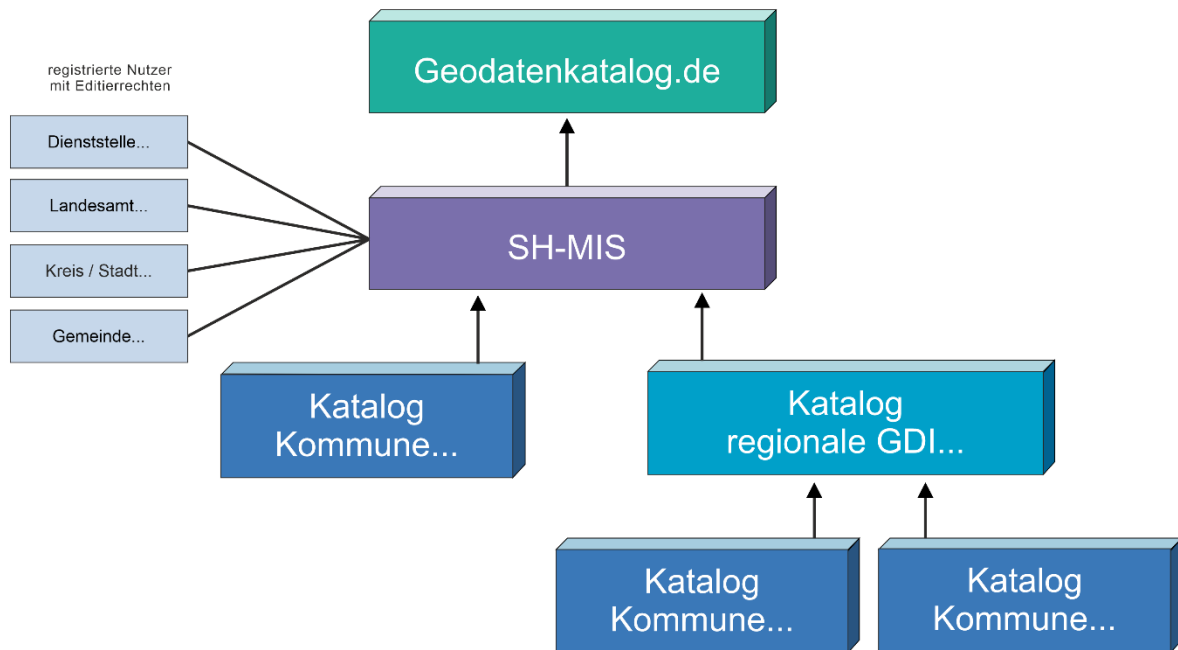 Geodatenkatalog.de
registrierte Nutzer
mit Editierrechten
Dienststelle...
Landesamt...
Kreis / Stadt...
Gemeinde...
SH-MIS
Katalog
Kommune...
Katalog
regionale GDI...
Katalog
Kommune...
Katalog
Kommune...